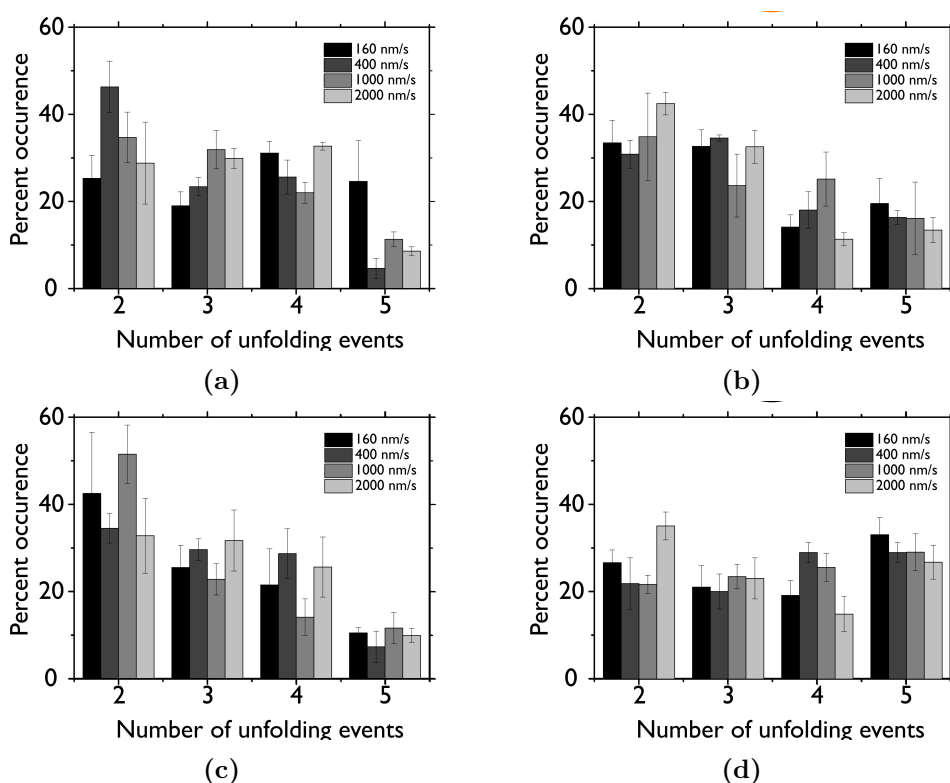 60
40
20
0
Percent occurence
160 nm/s
400 nm/s
1000 nm/s
2000 nm/s
2 3 4 5
Number of unfolding events
(a)
60
40
20
0
Percent occurence
160 nm/s
400 nm/s
1000 nm/s
2000 nm/s
2 3 4 5
Number of unfolding events
(b)
60
40
20
0
Percent occurence
160 nm/s
400 nm/s
1000 nm/s
2000 nm/s
2 3 4 5
Number of unfolding events
(c)
60
40
20
0
Percent occurence
160 nm/s
400 nm/s
1000 nm/s
2000 nm/s
2 3 4 5
Number of unfolding events
(d)